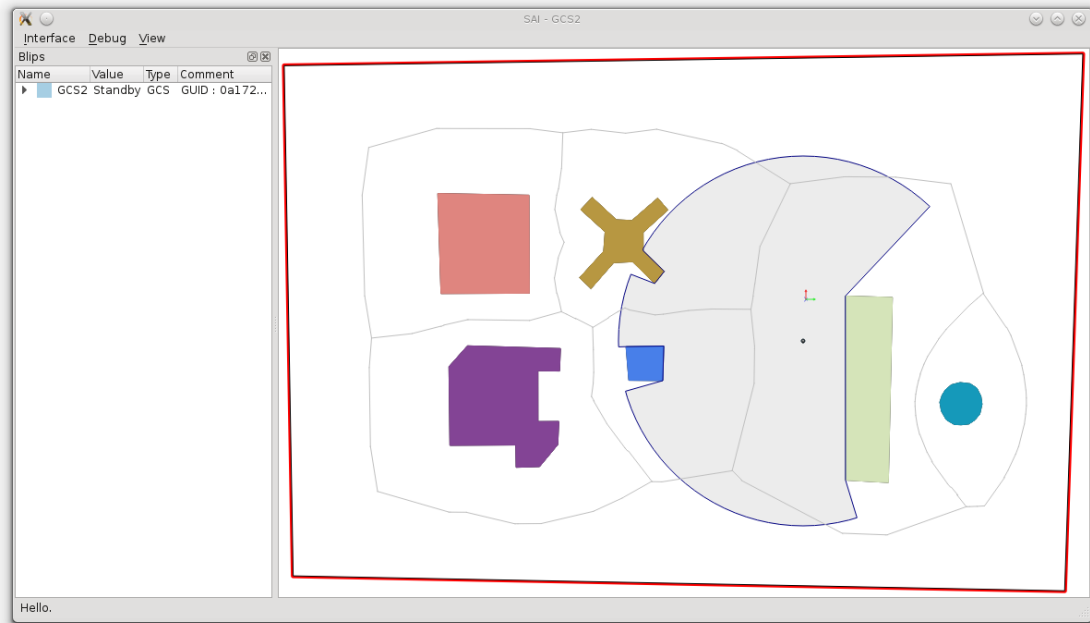 SAI - GCS2
Interface Debug View
Blips
Name Value Type Comment
GCS2 Standby GCS GUID : 0a172...
Hello.